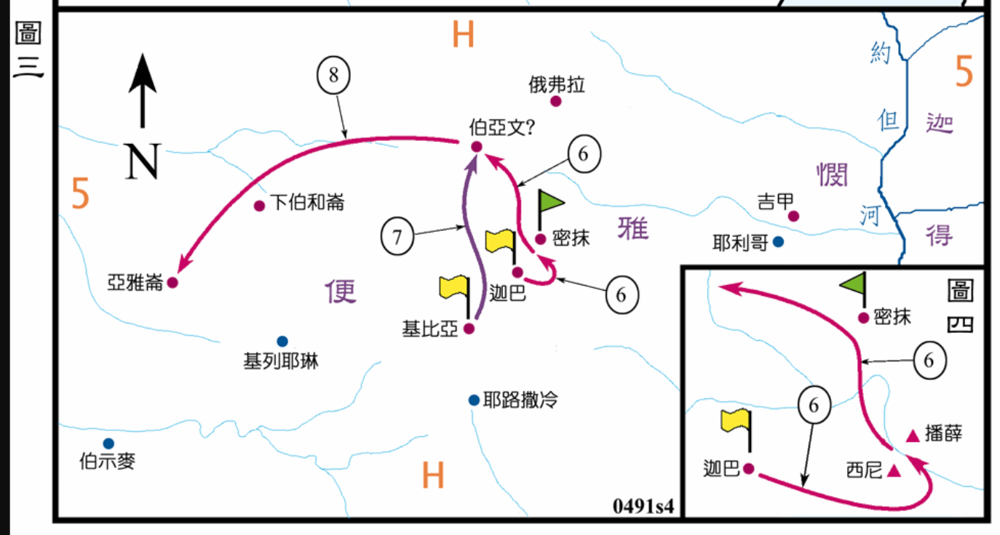 圖三
H
約但河
5
8
俄弗拉
迦得
伯亞文?
N
6
憫
5
下伯和崙
吉甲
7
密抹
雅
耶利哥
亞雅崙
便
迦巴
6
基比亞
基列耶琳
耶路撒冷
伯示麥
H
0491s4
圖四
密抹
6
6
播薛
迦巴
西尼